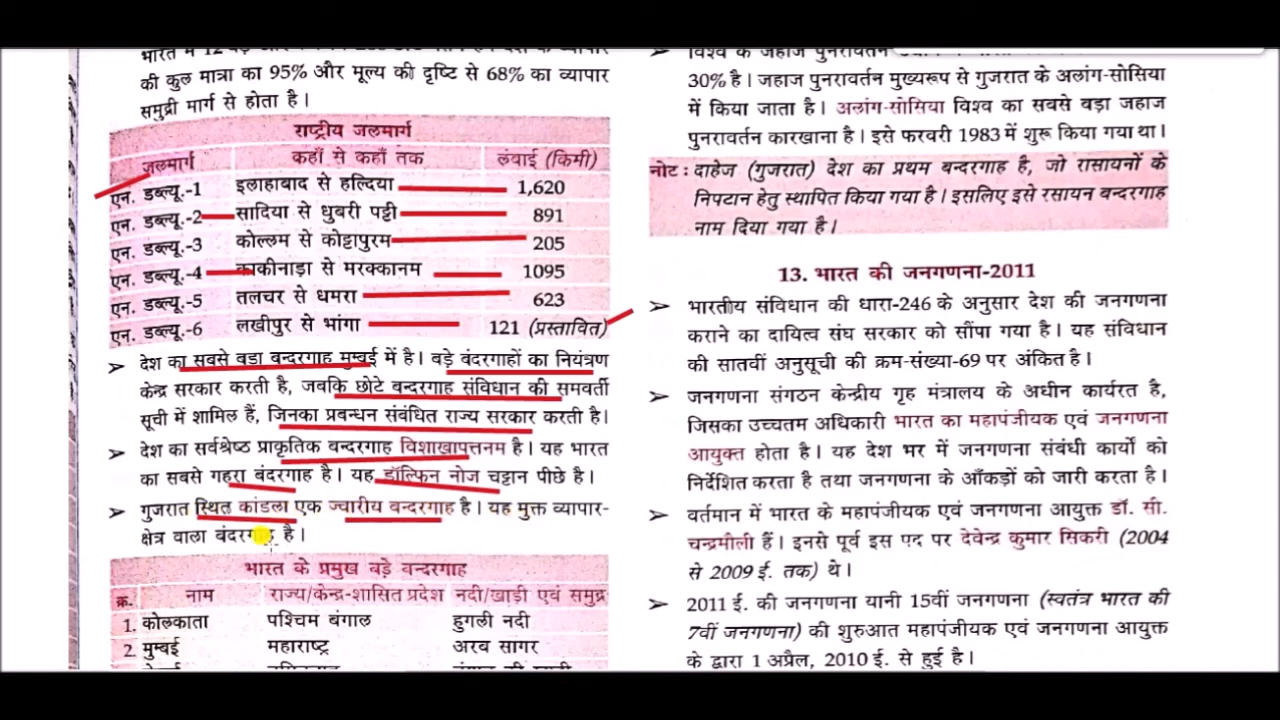 की कुल मात्रा का 95% और मूल्य की दृष्टि से 68% का व्यापार
समुद्री मार्ग से होता है।
राष्ट्रीय जलमार्ग
जलमार्ग कहाँ से कहाँ तक लंबाई (किमी)
एन. डब्ल्यू.-1 इलाहाबाद से हल्दिया 1,620
एन. डब्ल्यू.-2 सादिया से धुबरी पट्टी 891
एन. डब्ल्यू.-3 कोल्लम से कोट्टापुरम 205
एन. डब्ल्यू.-4 काकीनाड़ा से मरक्कानम 1095
एन. डब्ल्यू.-5 तलचर से धमरा 623
एन. डब्ल्यू.-6 लखीपुर से भांगा 121 (प्रस्तावित)
➢ देश का सबसे बड़ा बन्दरगाह मुम्बई में है। बड़े बंदरगाहों का नियंत्रण
केन्द्र सरकार करती है, जबकि छोटे बन्दरगाह संविधान की समवर्ती
सूची में शामिल हैं, जिनका प्रबन्धन संबंधित राज्य सरकार करती है।
➢ देश का सर्वश्रेष्ठ प्राकृतिक बन्दरगाह विशाखापत्तनम है। यह भारत
का सबसे गहरा बंदरगाह है। यह डॉल्फिन नोज चट्टान पीछे है।
➢ गुजरात स्थित कांडला एक ज्वारीय बन्दरगाह है। यह मुक्त व्यापार-
क्षेत्र वाला बंदरगाह है।
भारत के प्रमुख बड़े बन्दरगाह
क्र. नाम राज्य/केन्द्र-शासित प्रदेश नदी/खाड़ी एवं समुद्र
1. कोलकाता पश्चिम बंगाल हुगली नदी
2. मुम्बई महाराष्ट्र अरब सागर
➢ विश्व के जहाज पुनरावर्तन
30% है। जहाज पुनरावर्तन मुख्यरूप से गुजरात के अलांग-सोसिया
में किया जाता है। अलांग-सोसिया विश्व का सबसे बड़ा जहाज
पुनरावर्तन कारखाना है। इसे फरवरी 1983 में शुरू किया गया था।
नोट : दाहेज (गुजरात) देश का प्रथम बन्दरगाह है, जो रासायनों के
निपटान हेतु स्थापित किया गया है। इसलिए इसे रसायन बन्दरगाह
नाम दिया गया है।
13. भारत की जनगणना-2011
➢ भारतीय संविधान की धारा-246 के अनुसार देश की जनगणना
कराने का दायित्व संघ सरकार को सौंपा गया है। यह संविधान
की सातवीं अनुसूची की क्रम-संख्या-69 पर अंकित है।
➢ जनगणना संगठन केन्द्रीय गृह मंत्रालय के अधीन कार्यरत है,
जिसका उच्चतम अधिकारी भारत का महापंजीयक एवं जनगणना
आयुक्त होता है। यह देश भर में जनगणना संबंधी कार्यों को
निर्देशित करता है तथा जनगणना के आँकड़ों को जारी करता है।
➢ वर्तमान में भारत के महापंजीयक एवं जनगणना आयुक्त डॉ. सी.
चन्द्रमौली हैं। इनसे पूर्व इस पद पर देवेन्द्र कुमार सिकरी (2004
से 2009 ई. तक) थे।
➢ 2011 ई. की जनगणना यानी 15वीं जनगणना (स्वतंत्र भारत की
7वीं जनगणना) की शुरुआत महापंजीयक एवं जनगणना आयुक्त
के द्वारा 1 अप्रैल, 2010 ई. से हुई है।